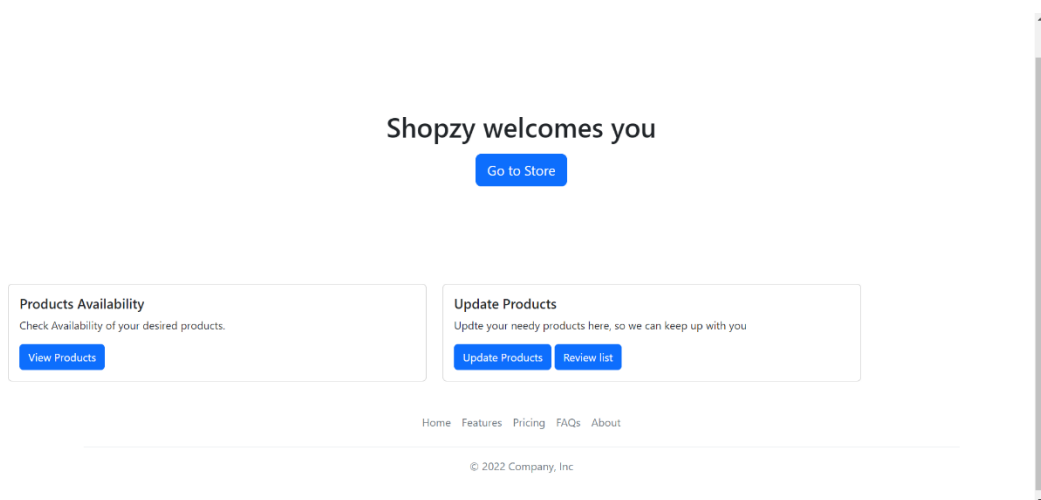 Shopzy welcomes you
Go to Store
Products Availability
Check Availability of your desired products.
View Products
Update Products
Updte your needy products here, so we can keep up with you
Update Products Review list
Home Features Pricing FAQs About
© 2022 Company, Inc